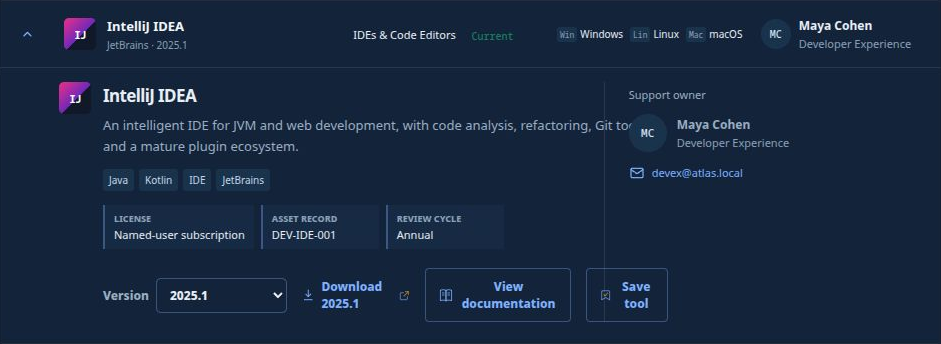 IJ
IntelliJ IDEA
JetBrains · 2025.1
IDEs & Code Editors
Current
Win Windows Lin Linux Mac macOS
MC
Maya Cohen
Developer Experience
IJ
IntelliJ IDEA
An intelligent IDE for JVM and web development, with code analysis, refactoring, Git
and a mature plugin ecosystem.
Java Kotlin IDE JetBrains
LICENSE
Named-user subscription
ASSET RECORD
DEV-IDE-001
REVIEW CYCLE
Annual
Version
2025.1
Download
2025.1
View
documentation
Save
tool
Support owner
MC
Maya Cohen
Developer Experience
devex@atlas.local